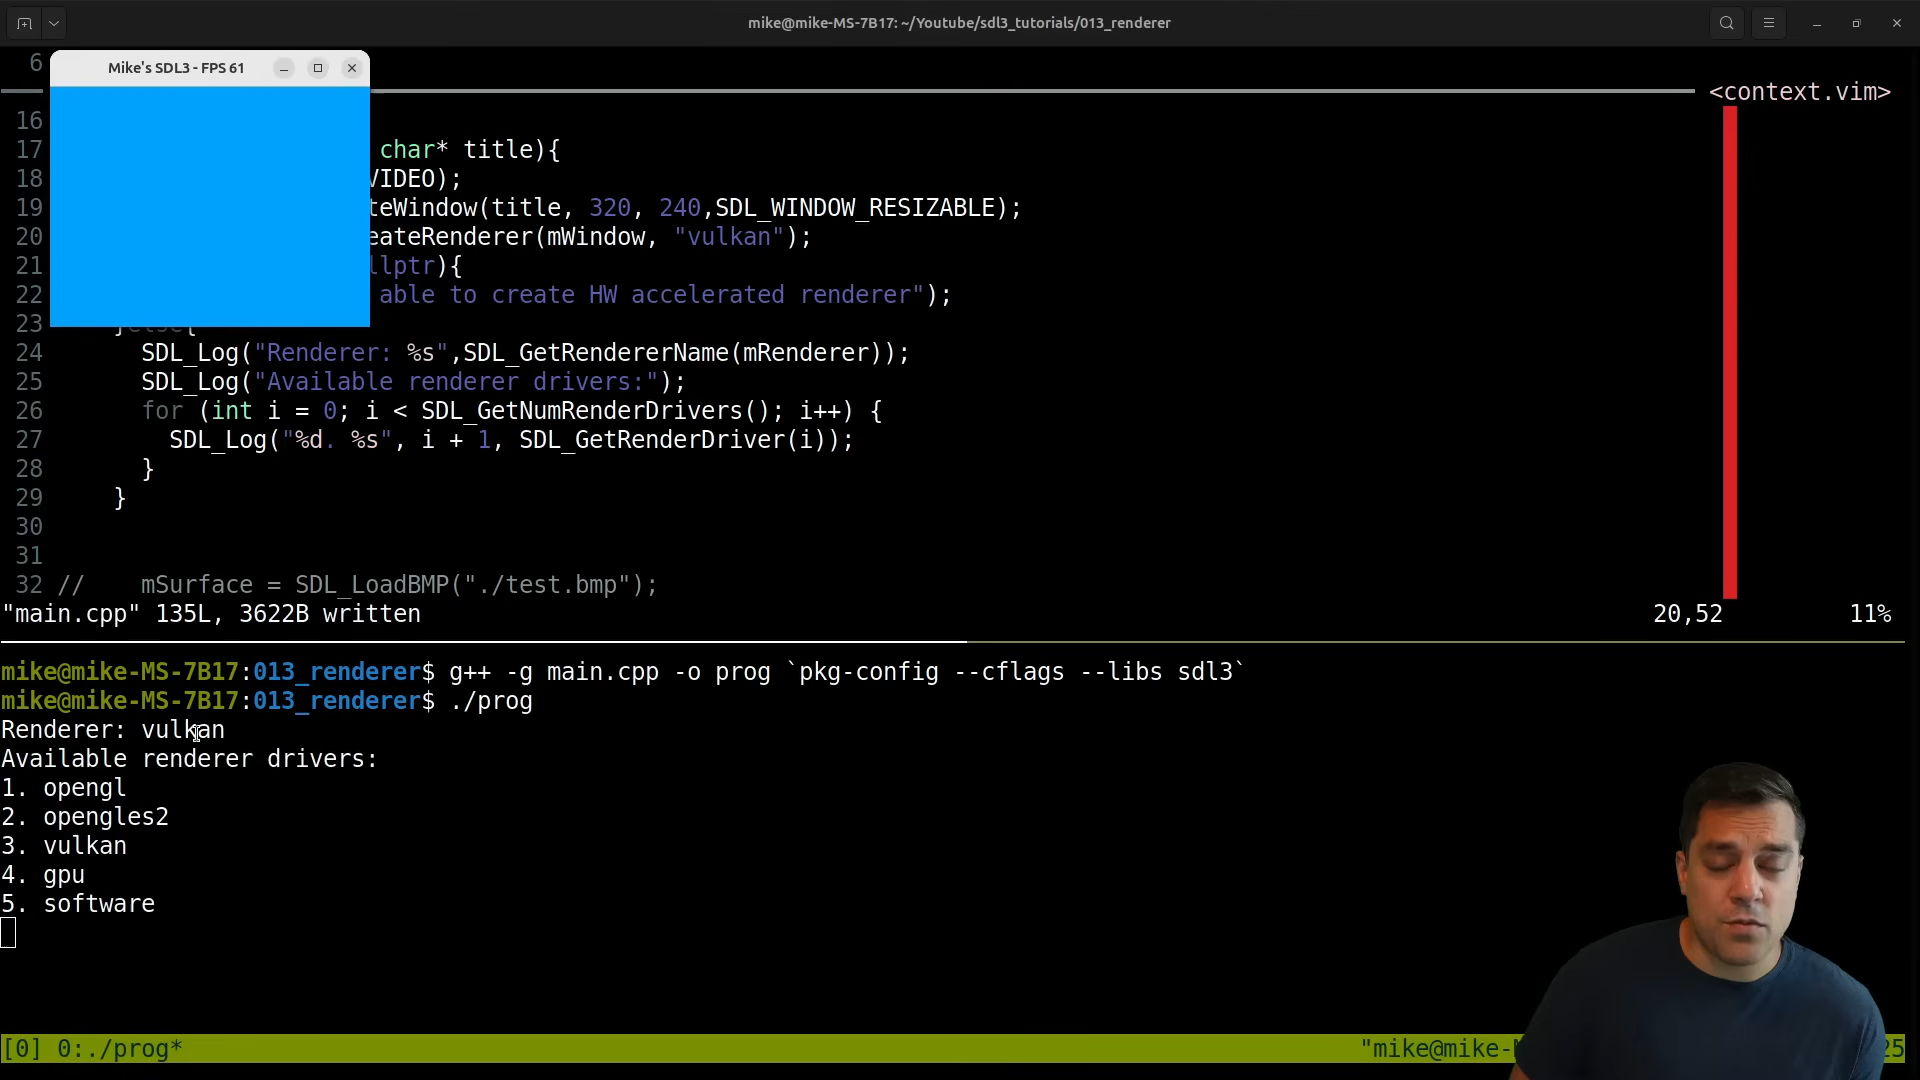 mike@mike-MS-7B17: ~/Youtube/sdl3_tutorials/013_renderer
6
Mike's SDL3 - FPS 61
<context.vim>
16
17 char* title){
18 VIDEO);
19 teWindow(title, 320, 240,SDL_WINDOW_RESIZABLE);
20 eateRenderer(mWindow, "vulkan");
21 llptr){
22 able to create HW accelerated renderer");
23 }else{
24 SDL_Log("Renderer: %s",SDL_GetRendererName(mRenderer));
25 SDL_Log("Available renderer drivers:");
26 for (int i = 0; i < SDL_GetNumRenderDrivers(); i++) {
27 SDL_Log("%d. %s", i + 1, SDL_GetRenderDriver(i));
28 }
29 }
30
31
32 // mSurface = SDL_LoadBMP("./test.bmp");
"main.cpp" 135L, 3622B written 20,52 11%
mike@mike-MS-7B17:013_renderer$ g++ -g main.cpp -o prog `pkg-config --cflags --libs sdl3`
mike@mike-MS-7B17:013_renderer$ ./prog
Renderer: vulkan
Available renderer drivers:
1. opengl
2. opengles2
3. vulkan
4. gpu
5. software
[0] 0:./prog* "mike@mike- 25